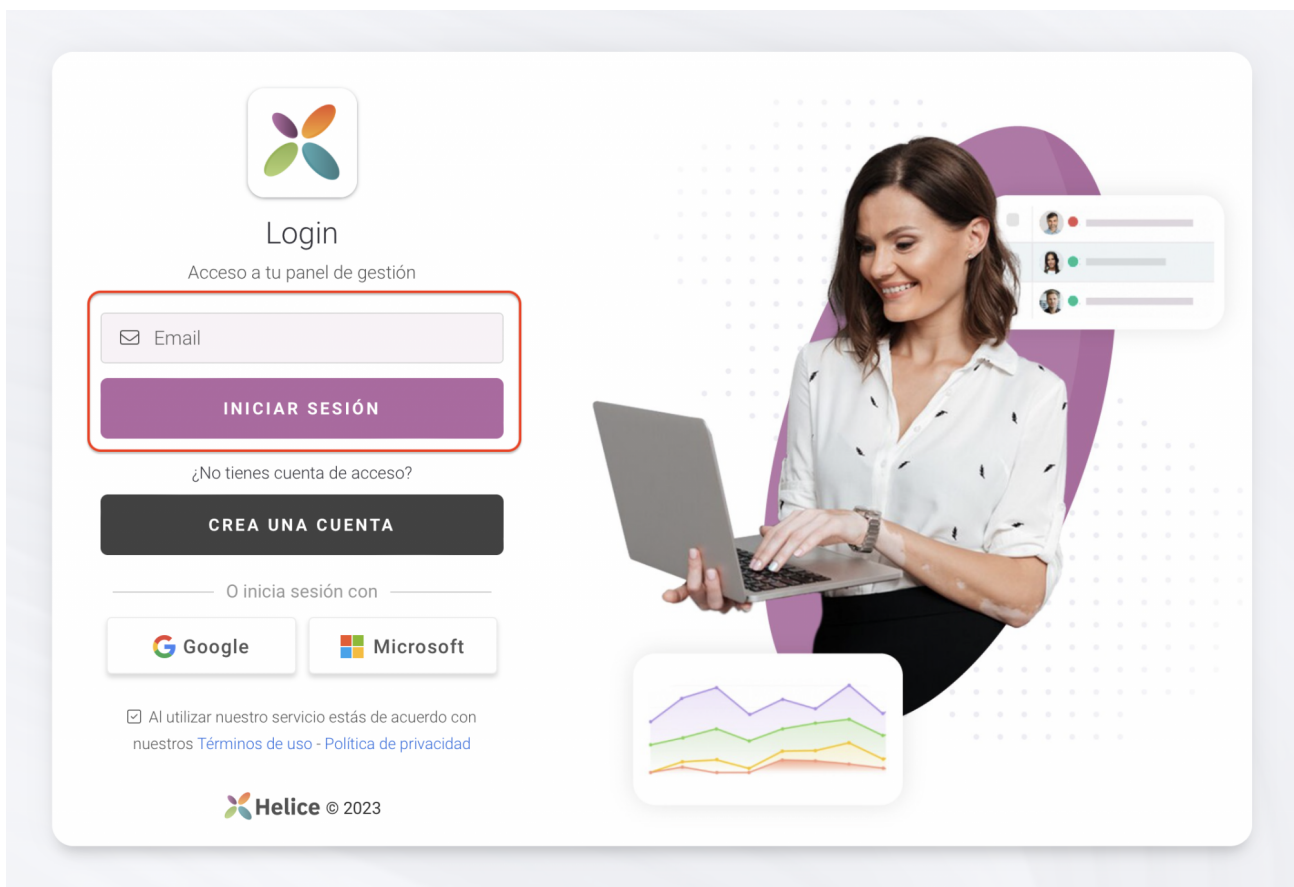 Login
Acceso a tu panel de gestión
Email
INICIAR SESIÓN
¿No tienes cuenta de acceso?
CREA UNA CUENTA
O inicia sesión con
Google
Microsoft
Al utilizar nuestro servicio estás de acuerdo con
nuestros Términos de uso - Política de privacidad
Helice © 2023